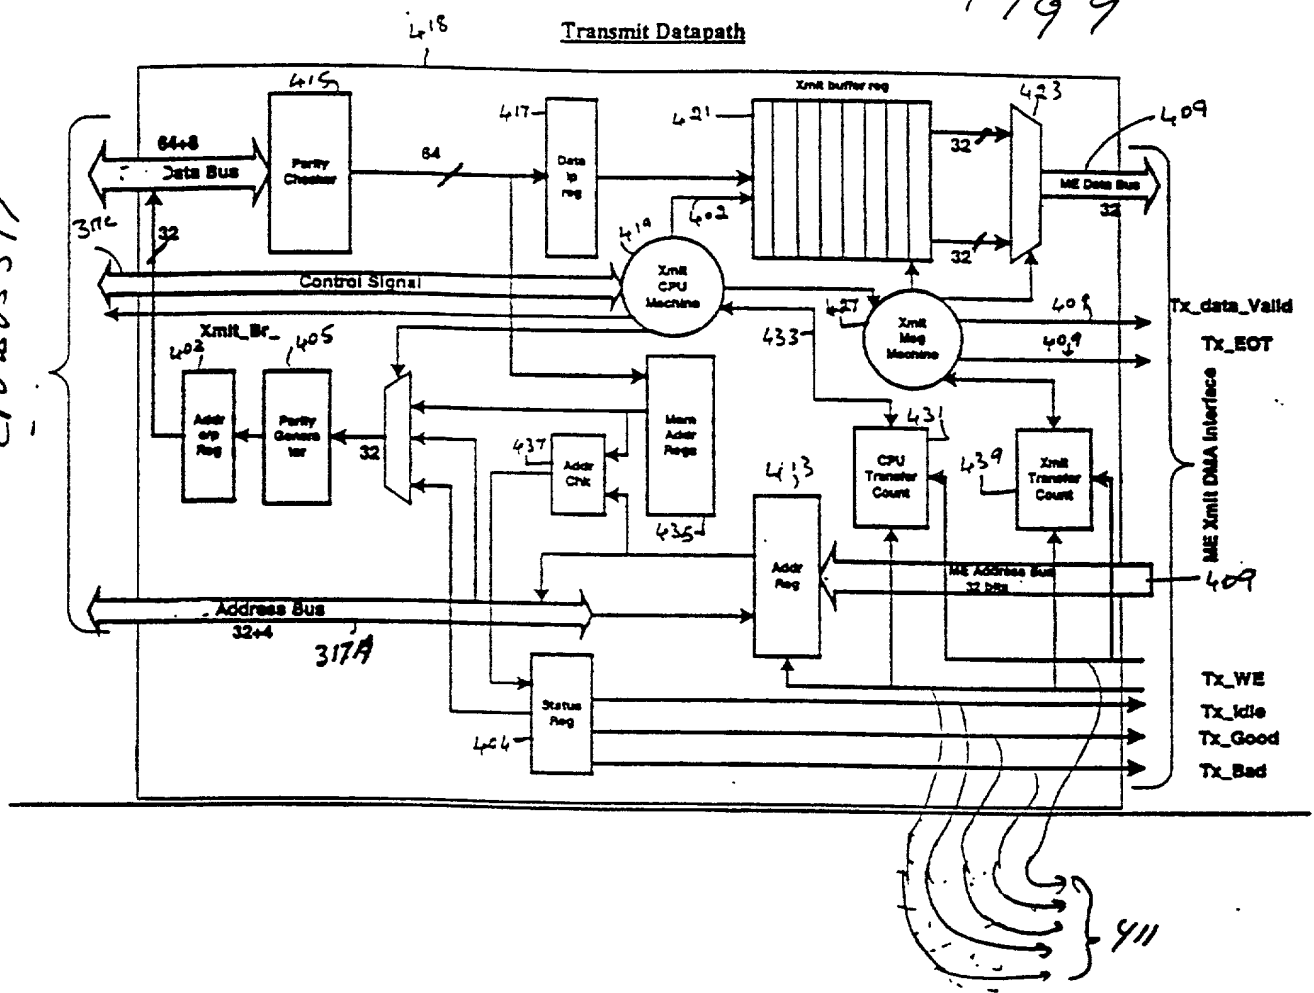 Transmit Datapath
418
415
417
421
Xmit buffer reg
423
409
64+8
Data Bus
Parity
Checker
64
Data
ip
reg
32
ME Data Bus
32
402
32
419
32
Control Signal
Xmit
CPU
Machine
427
Xmit
Msg
Machine
409
Tx_data_Valid
409
Tx_EOT
433
Xmit_Br_
402
405
Addr
o/p
Reg
Parity
Genera
tor
32
437
Addr
Chk
Mem
Addr
Regs
435
431
CPU
Transfer
Count
439
Xmit
Transfer
Count
413
Addr
Reg
ME Address Bus
32 bits
409
ME Xmit DMA Interface
Address Bus
32+4
317A
Status
Reg
404
Tx_WE
Tx_Idle
Tx_Good
Tx_Bad
411